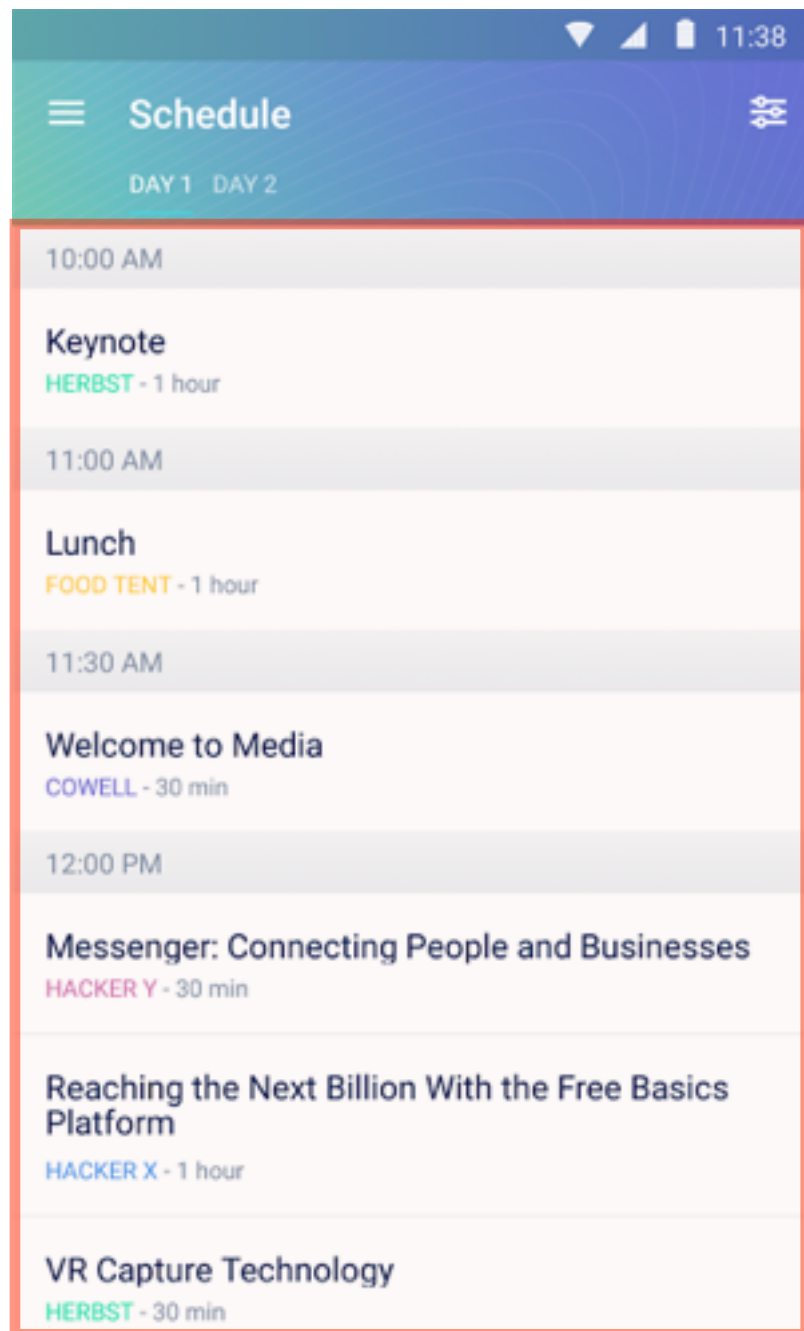 11:38
Schedule
DAY 1 DAY 2
10:00 AM
Keynote
HERBST - 1 hour
11:00 AM
Lunch
FOOD TENT - 1 hour
11:30 AM
Welcome to Media
COWELL - 30 min
12:00 PM
Messenger: Connecting People and Businesses
HACKER Y - 30 min
Reaching the Next Billion With the Free Basics
Platform
HACKER X - 1 hour
VR Capture Technology
HERBST - 30 min